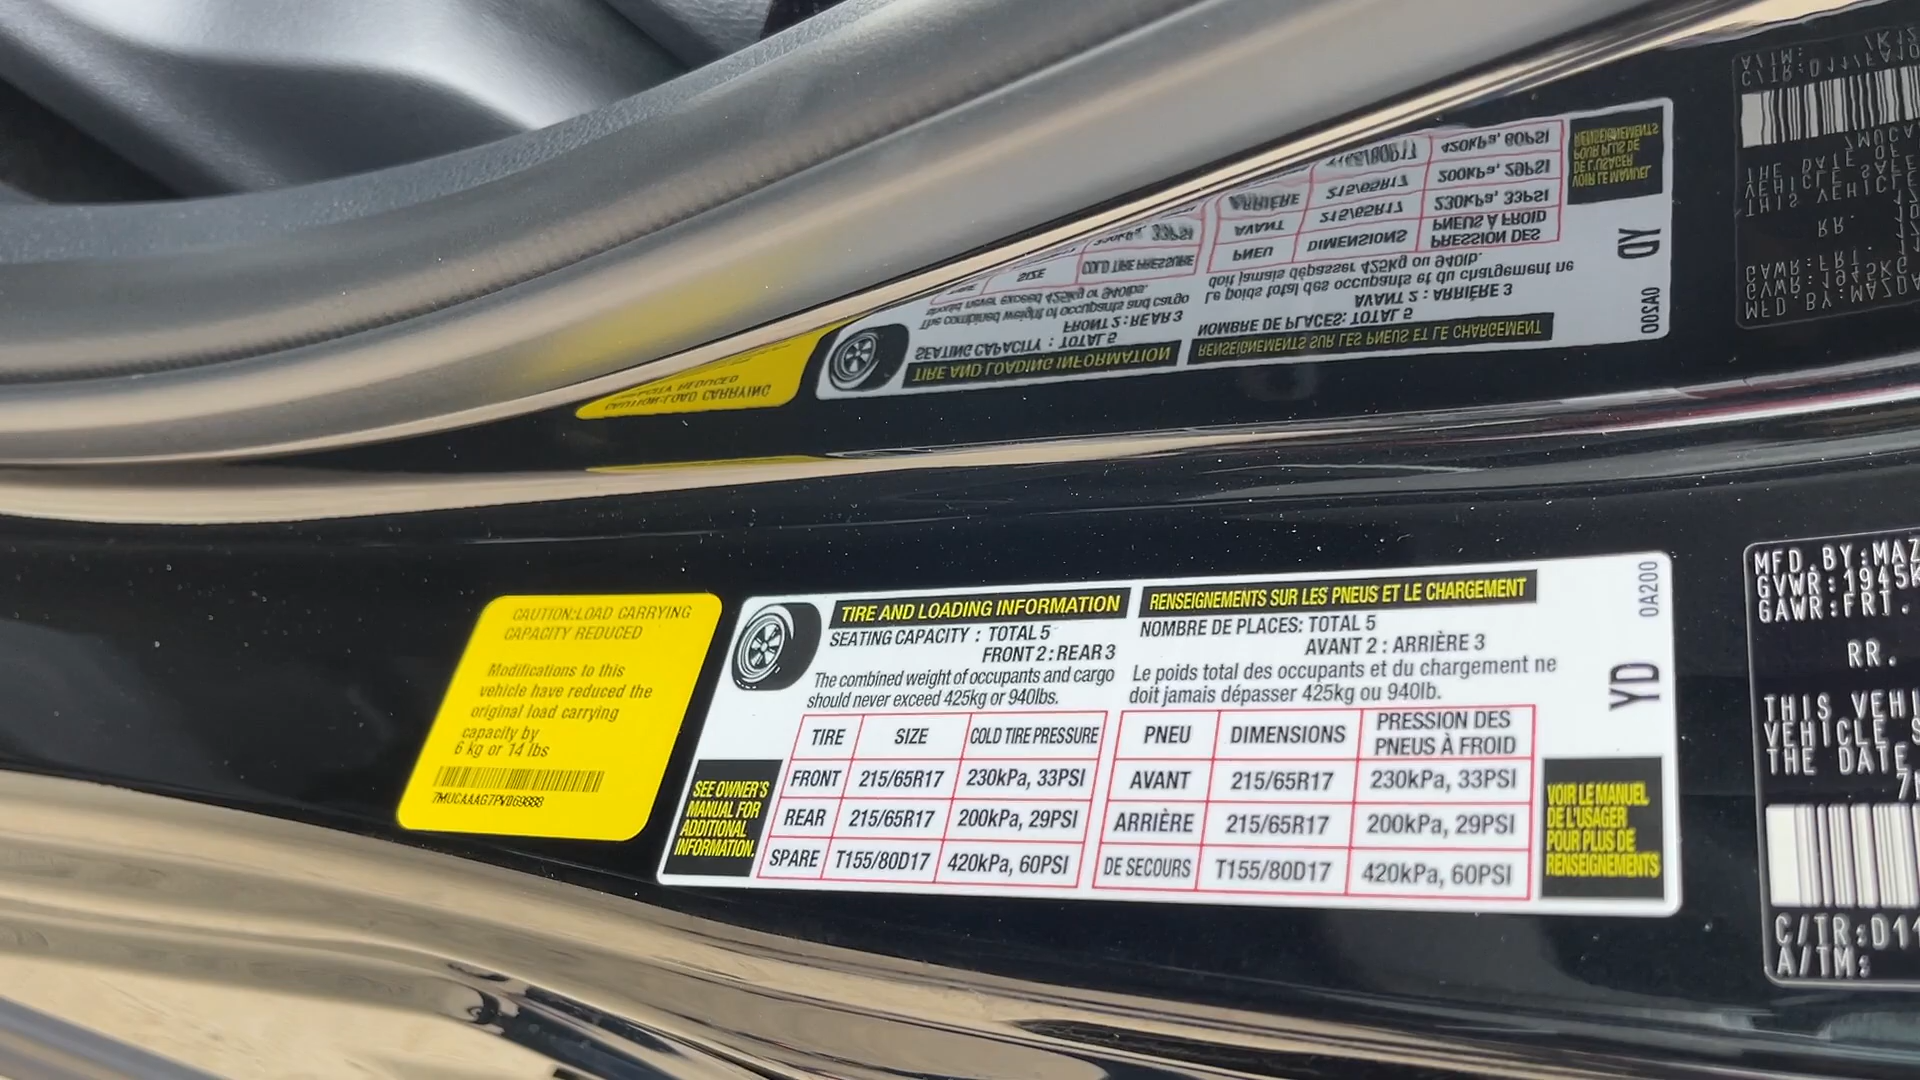 CAUTION:LOAD CARRYING
CAPACITY REDUCED
Modifications to this
vehicle have reduced the
original load carrying
capacity by
6 kg or 14 lbs
TIRE AND LOADING INFORMATION
SEATING CAPACITY : TOTAL 5
FRONT 2 : REAR 3
The combined weight of occupants and cargo
should never exceed 425kg or 940lbs.
TIRE SIZE COLD TIRE PRESSURE
FRONT 215/65R17 230kPa, 33PSI
REAR 215/65R17 200kPa, 29PSI
SPARE T155/80D17 420kPa, 60PSI
SEE OWNER'S
MANUAL FOR
ADDITIONAL
INFORMATION.
RENSEIGNEMENTS SUR LES PNEUS ET LE CHARGEMENT
NOMBRE DE PLACES: TOTAL 5
AVANT 2 : ARRIÈRE 3
Le poids total des occupants et du chargement ne
doit jamais dépasser 425kg ou 940lb.
PNEU DIMENSIONS PRESSION DES
PNEUS À FROID
AVANT 215/65R17 230kPa, 33PSI
ARRIÈRE 215/65R17 200kPa, 29PSI
DE SECOURS T155/80D17 420kPa, 60PSI
VOIR LE MANUEL
DE L'USAGER
POUR PLUS DE
RENSEIGNEMENTS
0A200
YD
MFD.BY:MAZ
GVWR:1945K
GAWR:FRT.
RR.
THIS VEHI
VEHICLE S
THE DATE
C/TR:D11
A/TM: